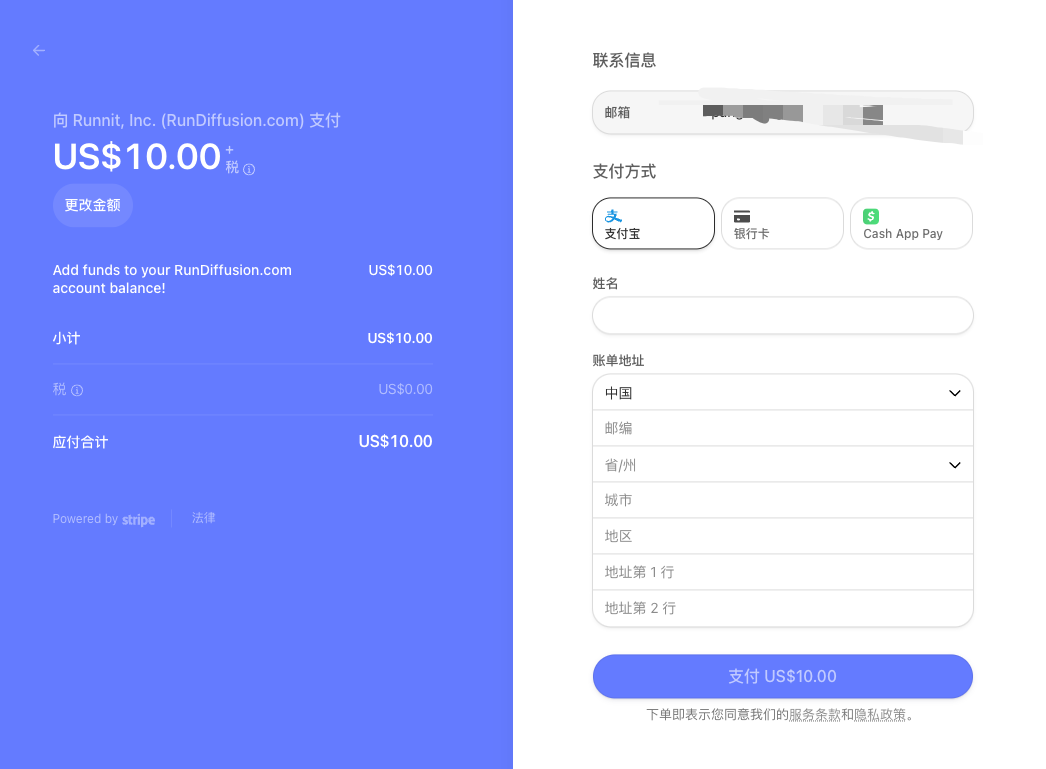 向 Runnit, Inc. (RunDiffusion.com) 支付
US$10.00
+
税
更改金额
Add funds to your RunDiffusion.com
account balance!
US$10.00
小计
US$10.00
税
US$0.00
应付合计
US$10.00
Powered by stripe
法律
联系信息
邮箱
支付方式
支付宝
银行卡
Cash App Pay
姓名
账单地址
中国
邮编
省/州
城市
地区
地址第 1 行
地址第 2 行
支付 US$10.00
下单即表示您同意我们的服务条款和隐私政策。